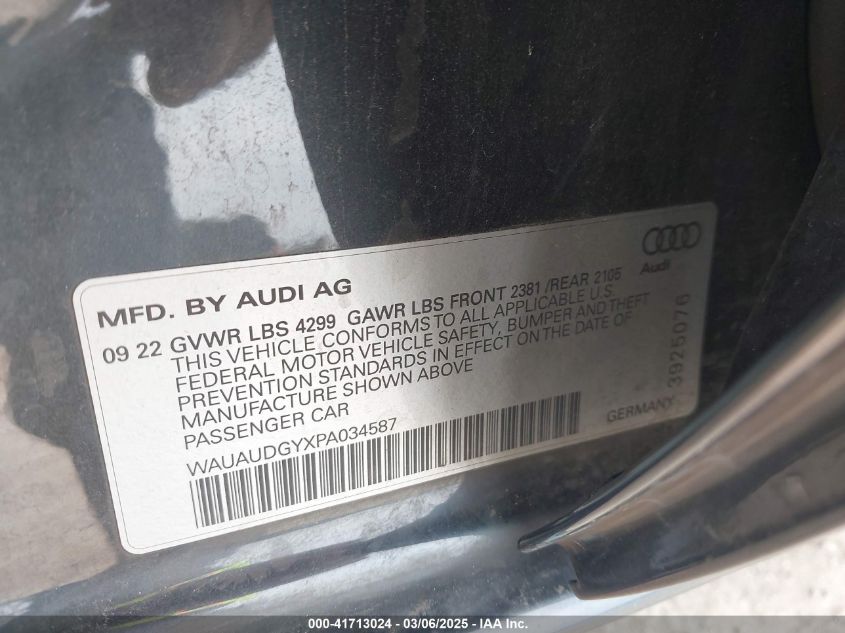 Audi
MFD. BY AUDI AG
09 22 GVWR LBS 4299 GAWR LBS FRONT 2381 /REAR 2105
THIS VEHICLE CONFORMS TO ALL APPLICABLE U.S.
FEDERAL MOTOR VEHICLE SAFETY, BUMPER AND THEFT
PREVENTION STANDARDS IN EFFECT ON THE DATE OF
MANUFACTURE SHOWN ABOVE
PASSENGER CAR
WAUAUDGYXPA034587
GERMANY
3925076
000-41713024 - 03/06/2025 - Copyright © 2025 - IAA, Inc.